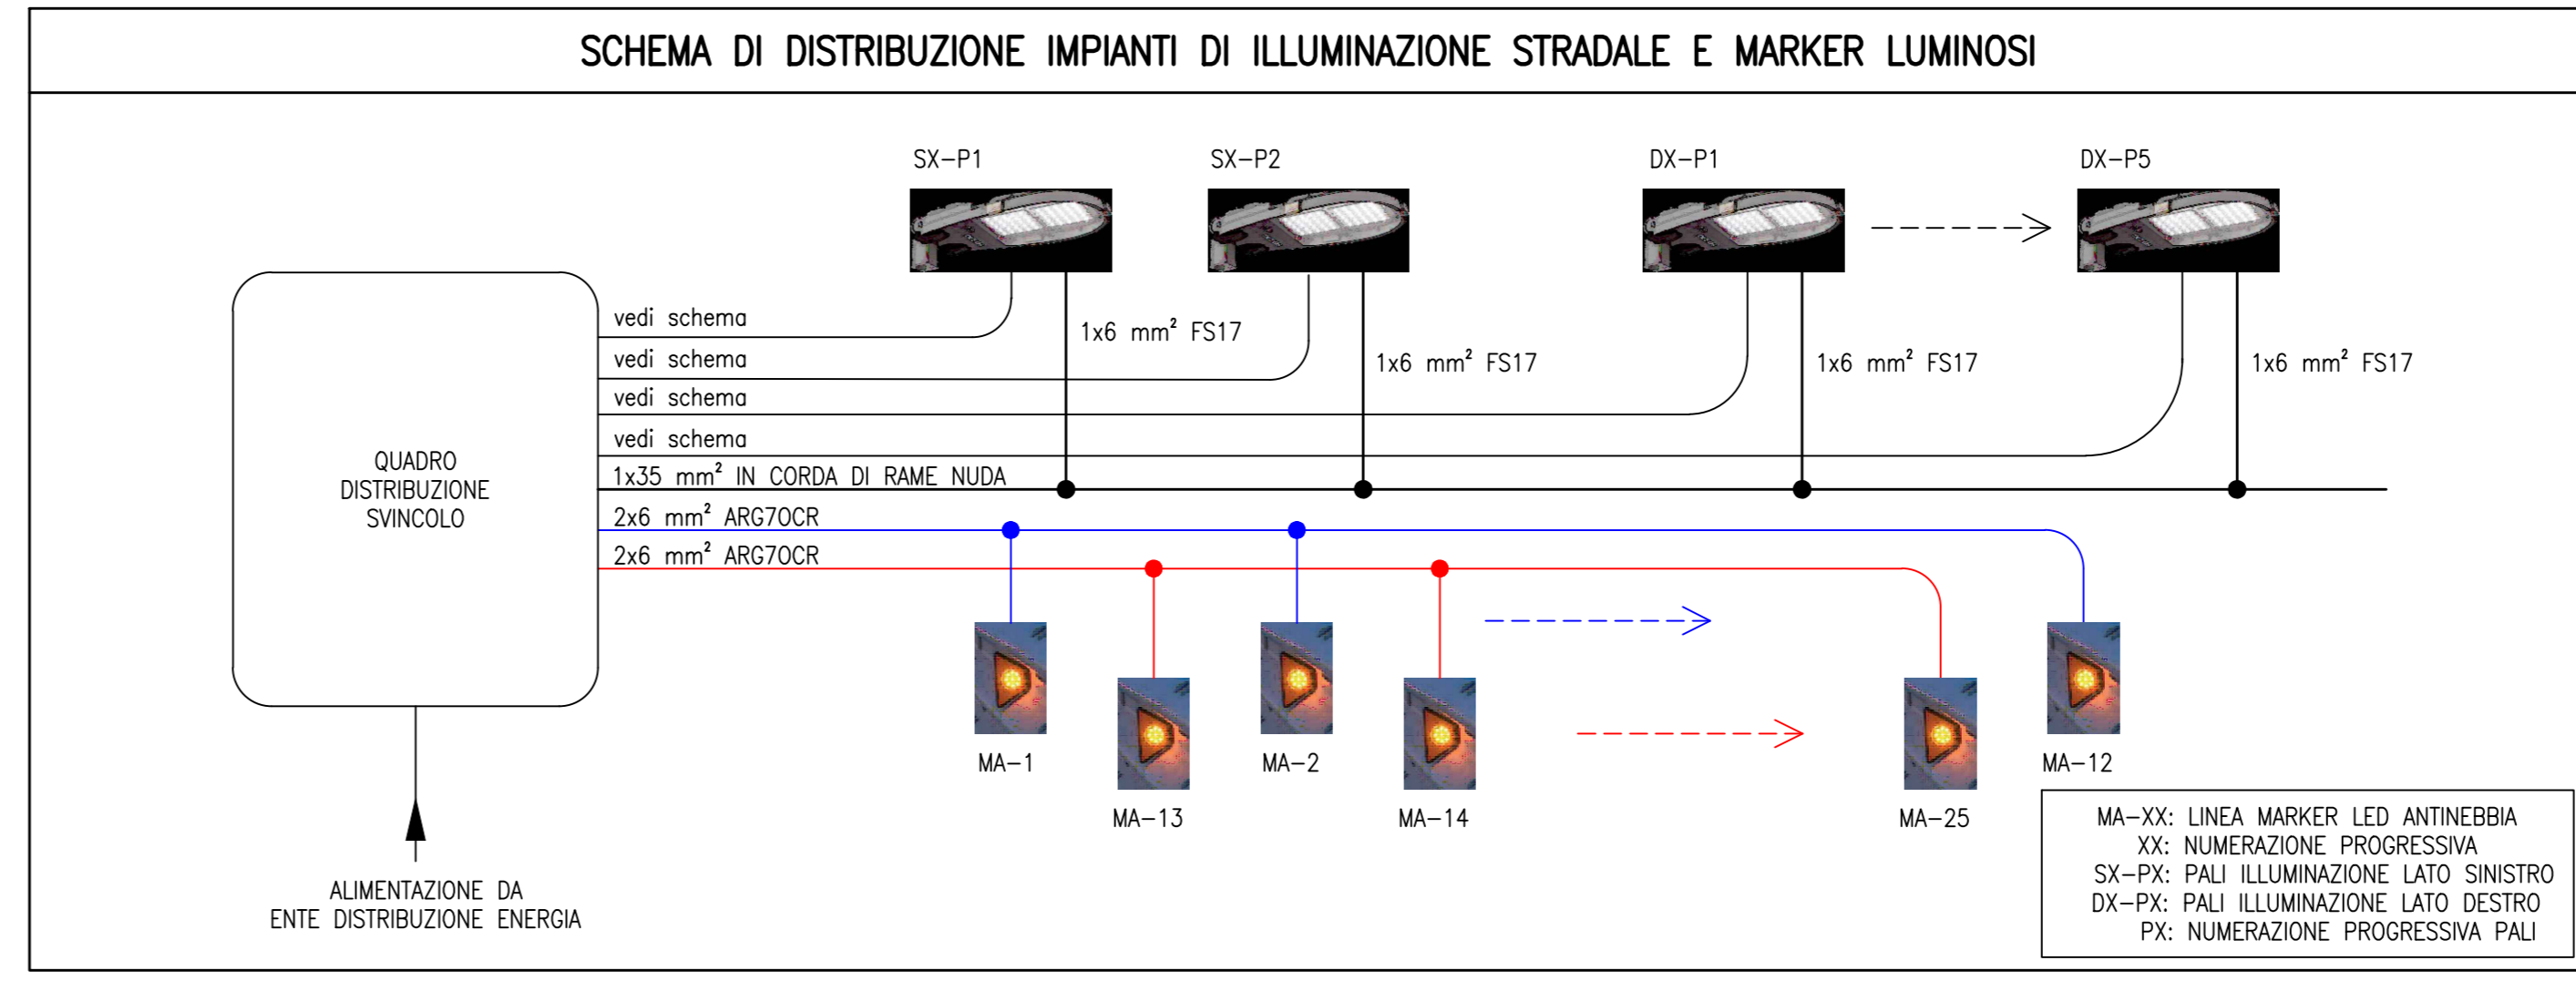 SCHEMA DI DISTRIBUZIONE IMPIANTI DI ILLUMINAZIONE STRADALE E MARKER LUMINOSI
SX-P1
SX-P2
DX-P1
DX-P5
vedi schema
vedi schema
vedi schema
vedi schema
1x6 mm² FS17
1x6 mm² FS17
1x6 mm² FS17
1x6 mm² FS17
QUADRO
DISTRIBUZIONE
SVINCOLO
1x35 mm² IN CORDA DI RAME NUDA
2x6 mm² ARG7OCR
2x6 mm² ARG7OCR
MA-1
MA-13
MA-2
MA-14
MA-25
MA-12
ALIMENTAZIONE DA
ENTE DISTRIBUZIONE ENERGIA
MA-XX: LINEA MARKER LED ANTINEBBIA
XX: NUMERAZIONE PROGRESSIVA
SX-PX: PALI ILLUMINAZIONE LATO SINISTRO
DX-PX: PALI ILLUMINAZIONE LATO DESTRO
PX: NUMERAZIONE PROGRESSIVA PALI